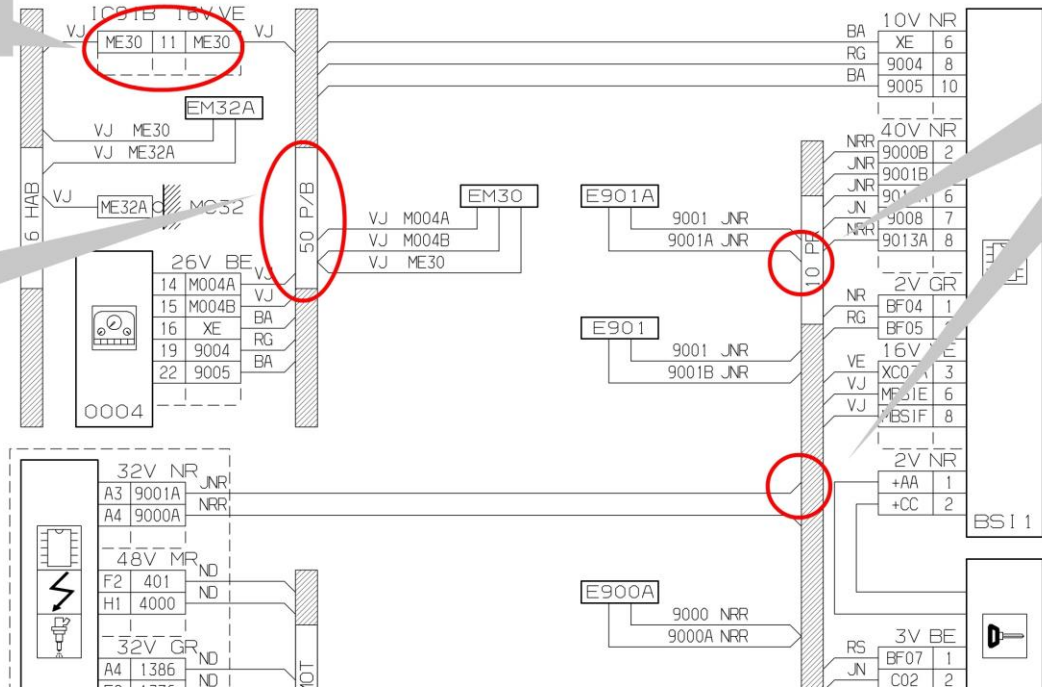 IC01B 16V VE
VJ ME30 11 ME30 VJ
EM32A
VJ ME30
VJ ME32A
6 HAB
VJ ME32A MC32
50 P/B
26V BE
14 M004A VJ
15 M004B VJ
16 XE BA
19 9004 RG
22 9005 BA
0004
EM30
VJ M004A
VJ M004B
VJ ME30
E901A
9001 JNR
9001A JNR
10 PR
E901
9001 JNR
9001B JNR
10V NR
BA XE 6
RG 9004 8
BA 9005 10
40V NR
NRR 9000B 2
JNR 9001B
JNR 6
JN 9008 7
NRR 9013A 8
2V GR
NR BF04 1
RG BF05
16V VE
VE 3
VJ 6
VJ MBSIF 8
2V NR
+AA 1
+CC 2
BSI1
32V NR
A3 9001A JNR
A4 9000A NRR
48V MR
F2 401 ND
H1 4000 ND
32V GR
A4 1386 ND
ND
MOT
E900A
9000 NRR
9000A NRR
3V BE
RS BF07 1
JN C02 2